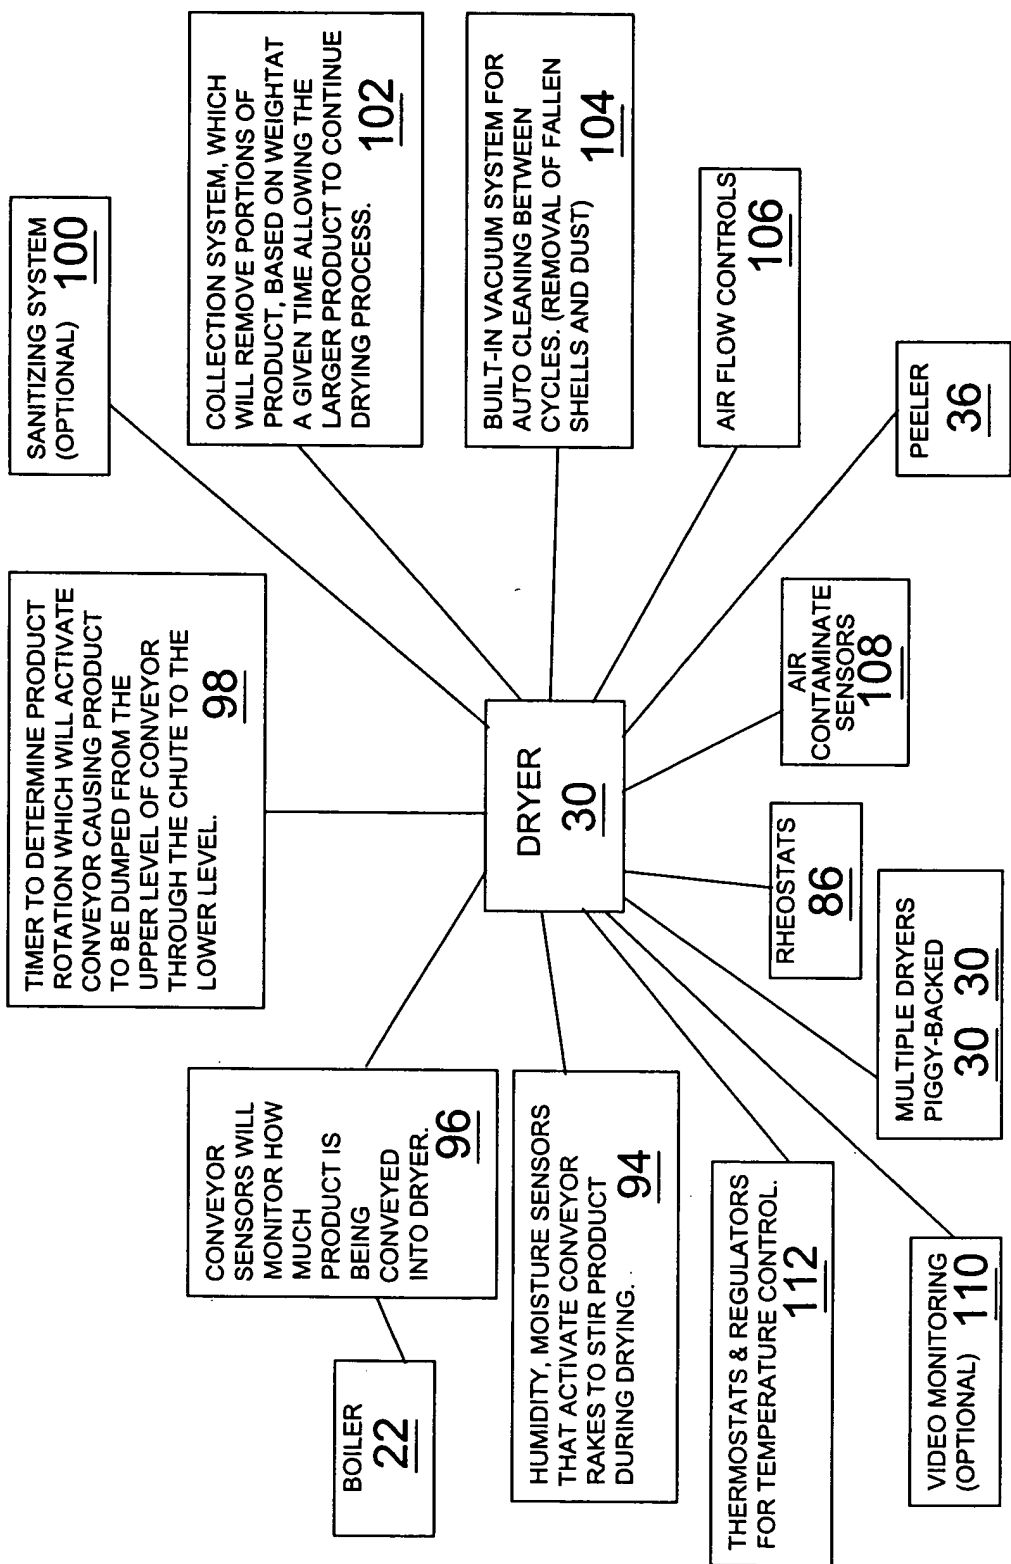 TIMER TO DETERMINE PRODUCT
ROTATION WHICH WILL ACTIVATE
CONVEYOR CAUSING PRODUCT
TO BE DUMPED FROM THE
UPPER LEVEL OF CONVEYOR
THROUGH THE CHUTE TO THE
LOWER LEVEL.
98
SANITIZING SYSTEM
(OPTIONAL) 100
CONVEYOR
SENSORS WILL
MONITOR HOW
MUCH
PRODUCT IS
BEING
CONVEYED
INTO DRYER.
96
COLLECTION SYSTEM, WHICH
WILL REMOVE PORTIONS OF
PRODUCT, BASED ON WEIGHTAT
A GIVEN TIME ALLOWING THE
LARGER PRODUCT TO CONTINUE
DRYING PROCESS.
102
BOILER
22
HUMIDITY, MOISTURE SENSORS
THAT ACTIVATE CONVEYOR
RAKES TO STIR PRODUCT
DURING DRYING.
94
DRYER
30
BUILT-IN VACUUM SYSTEM FOR
AUTO CLEANING BETWEEN
CYCLES. (REMOVAL OF FALLEN
SHELLS AND DUST)
104
THERMOSTATS & REGULATORS
FOR TEMPERATURE CONTROL.
112
RHEOSTATS
86
AIR
CONTAMINATE
SENSORS
108
AIR FLOW CONTROLS
106
VIDEO MONITORING
(OPTIONAL) 110
MULTIPLE DRYERS
PIGGY-BACKED
30 30
PEELER
36